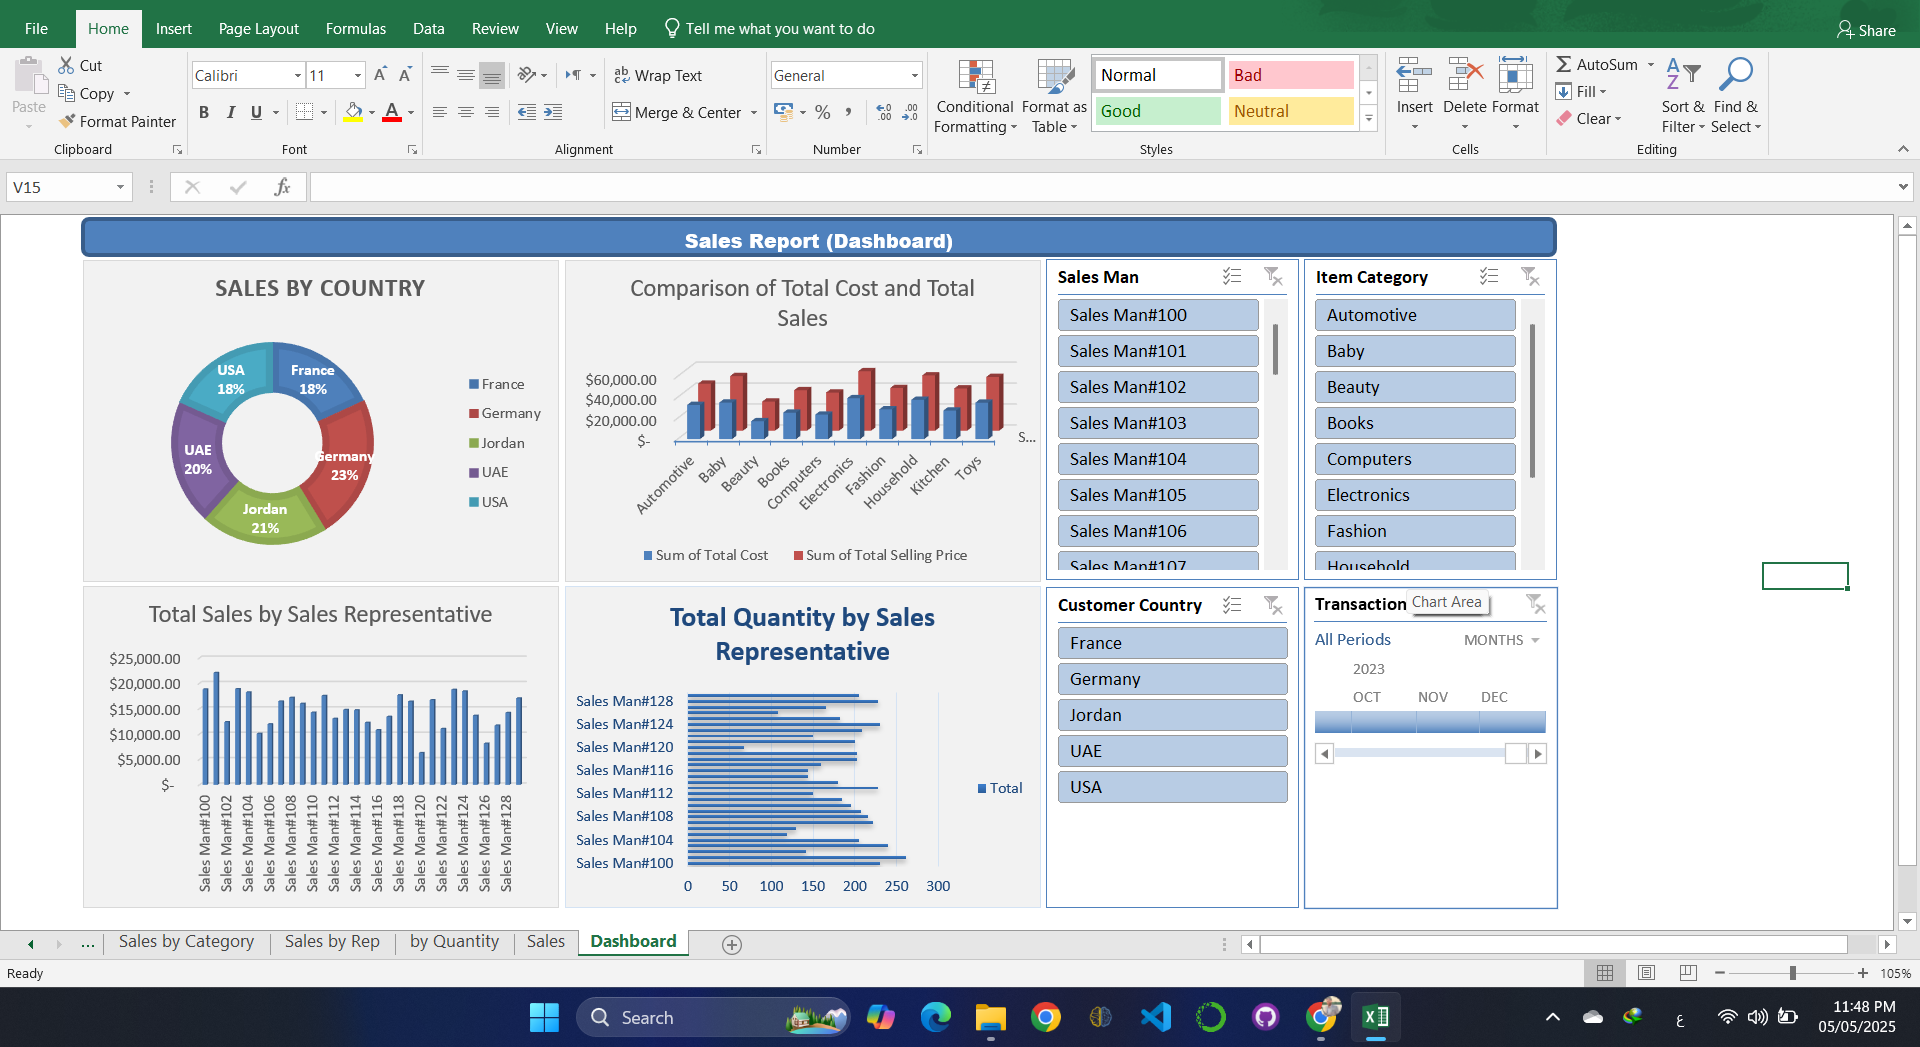 File Home Insert Page Layout Formulas Data Review View Help Tell me what you want to do Share
Paste
Cut
Copy
Format Painter
Clipboard
Calibri 11
B I U
Font
Wrap Text
Merge & Center
Alignment
General
Number
Conditional Formatting
Format as Table
Normal Bad
Good Neutral
Styles
Insert Delete Format
Cells
AutoSum
Fill
Clear
Sort & Filter
Find & Select
Editing
V15 fx
Sales Report (Dashboard)
SALES BY COUNTRY
USA
18%
France
18%
UAE
20%
Germany
23%
Jordan
21%
France
Germany
Jordan
UAE
USA
Comparison of Total Cost and Total
Sales
$60,000.00
$40,000.00
$20,000.00
$-
S...
Automotive
Baby
Beauty
Books
Computers
Electronics
Fashion
Household
Kitchen
Toys
Sum of Total Cost Sum of Total Selling Price
Sales Man
Sales Man#100
Sales Man#101
Sales Man#102
Sales Man#103
Sales Man#104
Sales Man#105
Sales Man#106
Sales Man#107
Item Category
Automotive
Baby
Beauty
Books
Computers
Electronics
Fashion
Household
Total Sales by Sales Representative
$25,000.00
$20,000.00
$15,000.00
$10,000.00
$5,000.00
$-
Sales Man#100
Sales Man#102
Sales Man#104
Sales Man#106
Sales Man#108
Sales Man#110
Sales Man#112
Sales Man#114
Sales Man#116
Sales Man#118
Sales Man#120
Sales Man#122
Sales Man#124
Sales Man#126
Sales Man#128
Total Quantity by Sales
Representative
Sales Man#128
Sales Man#124
Sales Man#120
Sales Man#116
Sales Man#112
Sales Man#108
Sales Man#104
Sales Man#100
0 50 100 150 200 250 300
Total
Customer Country
France
Germany
Jordan
UAE
USA
Transaction
Chart Area
All Periods MONTHS
2023
OCT NOV DEC
... Sales by Category Sales by Rep by Quantity Sales Dashboard
Ready 105%
Search
ع
11:48 PM
05/05/2025